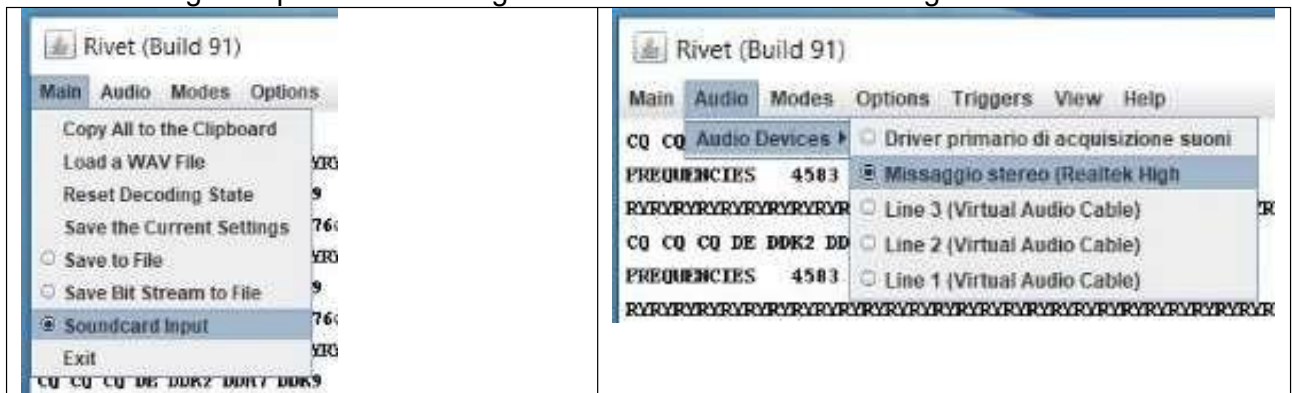 Rivet (Build 91)
Main Audio Modes Options
Copy All to the Clipboard
Load a WAV File
Reset Decoding State
Save the Current Settings
Save to File
Save Bit Stream to File
Soundcard Input
Exit
CQ CQ CQ DE DDK2 DDH7 DDK9
Rivet (Build 91)
Main Audio Modes Options Triggers View Help
CQ CQ Audio Devices Driver primario di acquisizione suoni
FREQUENCIES 4583 Missaggio stereo (Realtek High
Line 3 (Virtual Audio Cable)
CQ CQ CQ DE DDK2 DD Line 2 (Virtual Audio Cable)
FREQUENCIES 4583 Line 1 (Virtual Audio Cable)